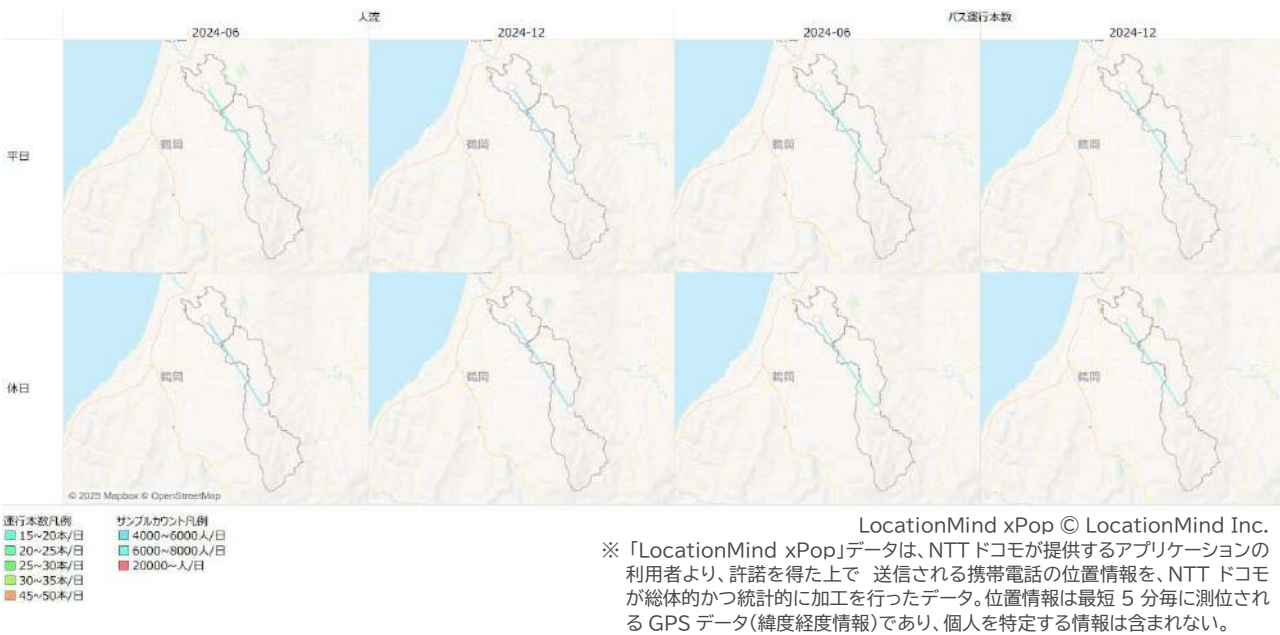 人流
バス運行本数
2024-06
2024-12
2024-06
2024-12
平日
鶴岡
鶴岡
鶴岡
鶴岡
休日
鶴岡
鶴岡
鶴岡
鶴岡
© 2025 Mapbox © OpenStreetMap
運行本数凡例
15~20本/日
20~25本/日
25~30本/日
30~35本/日
45~50本/日
サンプルカウント凡例
4000~6000人/日
6000~8000人/日
20000~人/日
LocationMind xPop © LocationMind Inc.
※ 「LocationMind xPop」データは、NTTドコモが提供するアプリケーションの
利用者より、許諾を得た上で 送信される携帯電話の位置情報を、NTT ドコモ
が総体的かつ統計的に加工を行ったデータ。位置情報は最短 5 分毎に測位され
る GPS データ(緯度経度情報)であり、個人を特定する情報は含まれない。